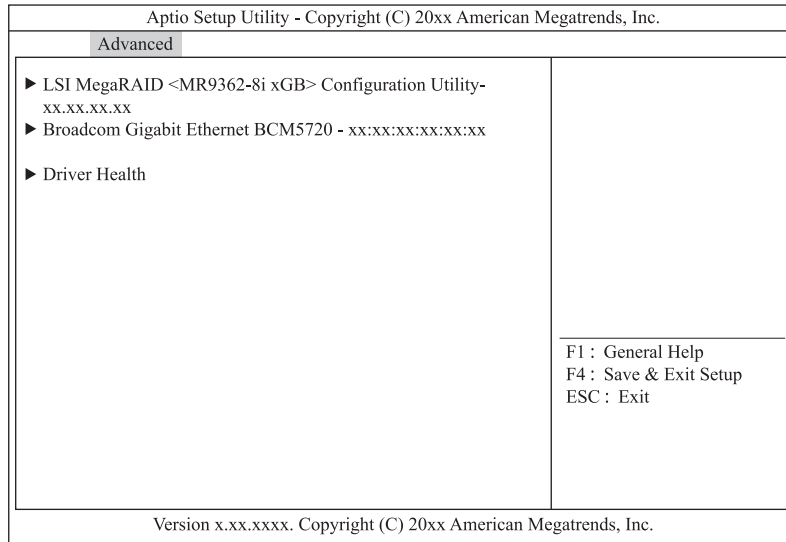 Aptio Setup Utility - Copyright (C) 20xx American Megatrends, Inc.
Advanced
▶ LSI MegaRAID <MR9362-8i xGB> Configuration Utility-
xx.xx.xx.xx
▶ Broadcom Gigabit Ethernet BCM5720 - xx:xx:xx:xx:xx:xx
▶ Driver Health
F1 : General Help
F4 : Save & Exit Setup
ESC : Exit
Version x.xx.xxxx. Copyright (C) 20xx American Megatrends, Inc.